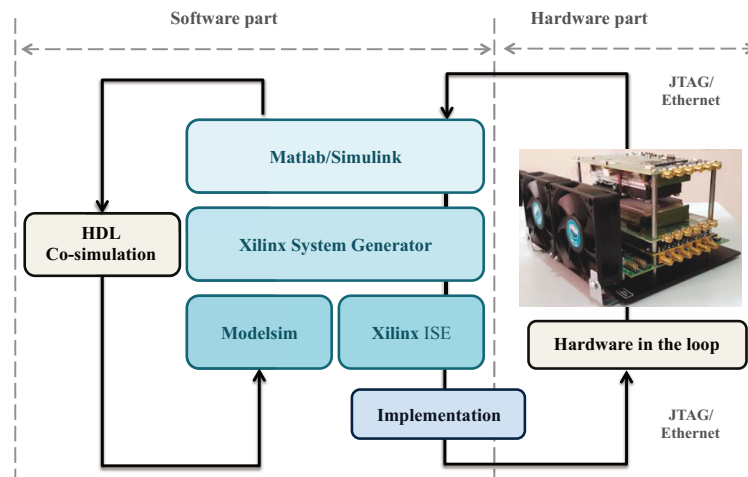 Software part
Hardware part
JTAG/
Ethernet
Matlab/Simulink
HDL
Co-simulation
Xilinx System Generator
Modelsim
Xilinx ISE
Hardware in the loop
Implementation
JTAG/
Ethernet